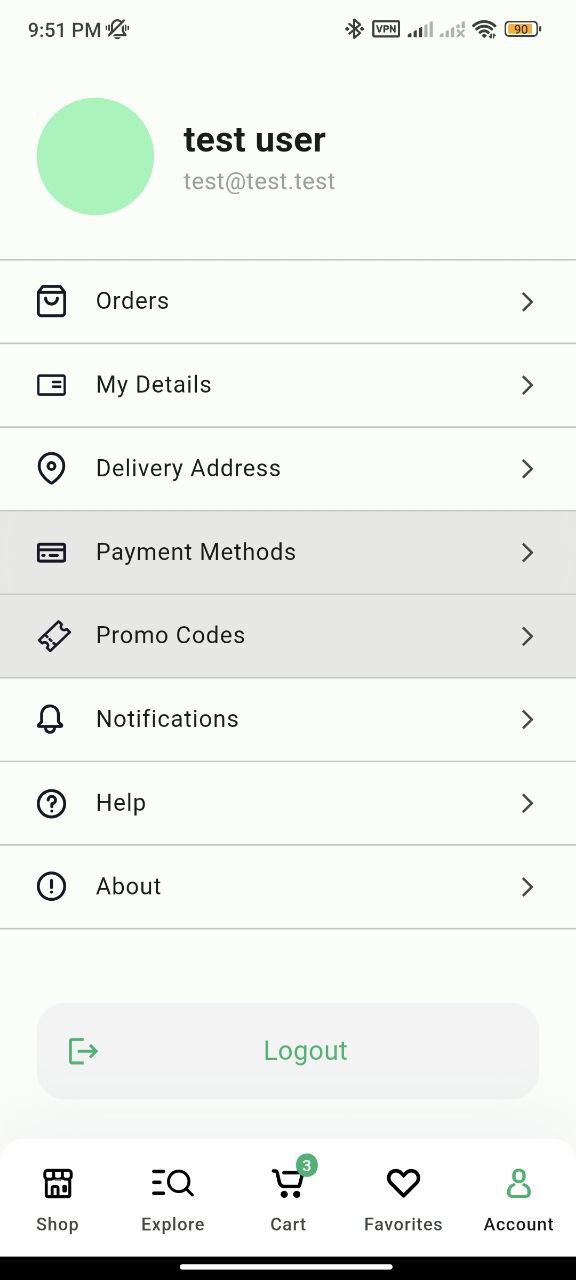 9:51 PM VPN 90
test user
test@test.test
Orders
My Details
Delivery Address
Payment Methods
Promo Codes
Notifications
Help
About
Logout
3
Shop Explore Cart Favorites Account